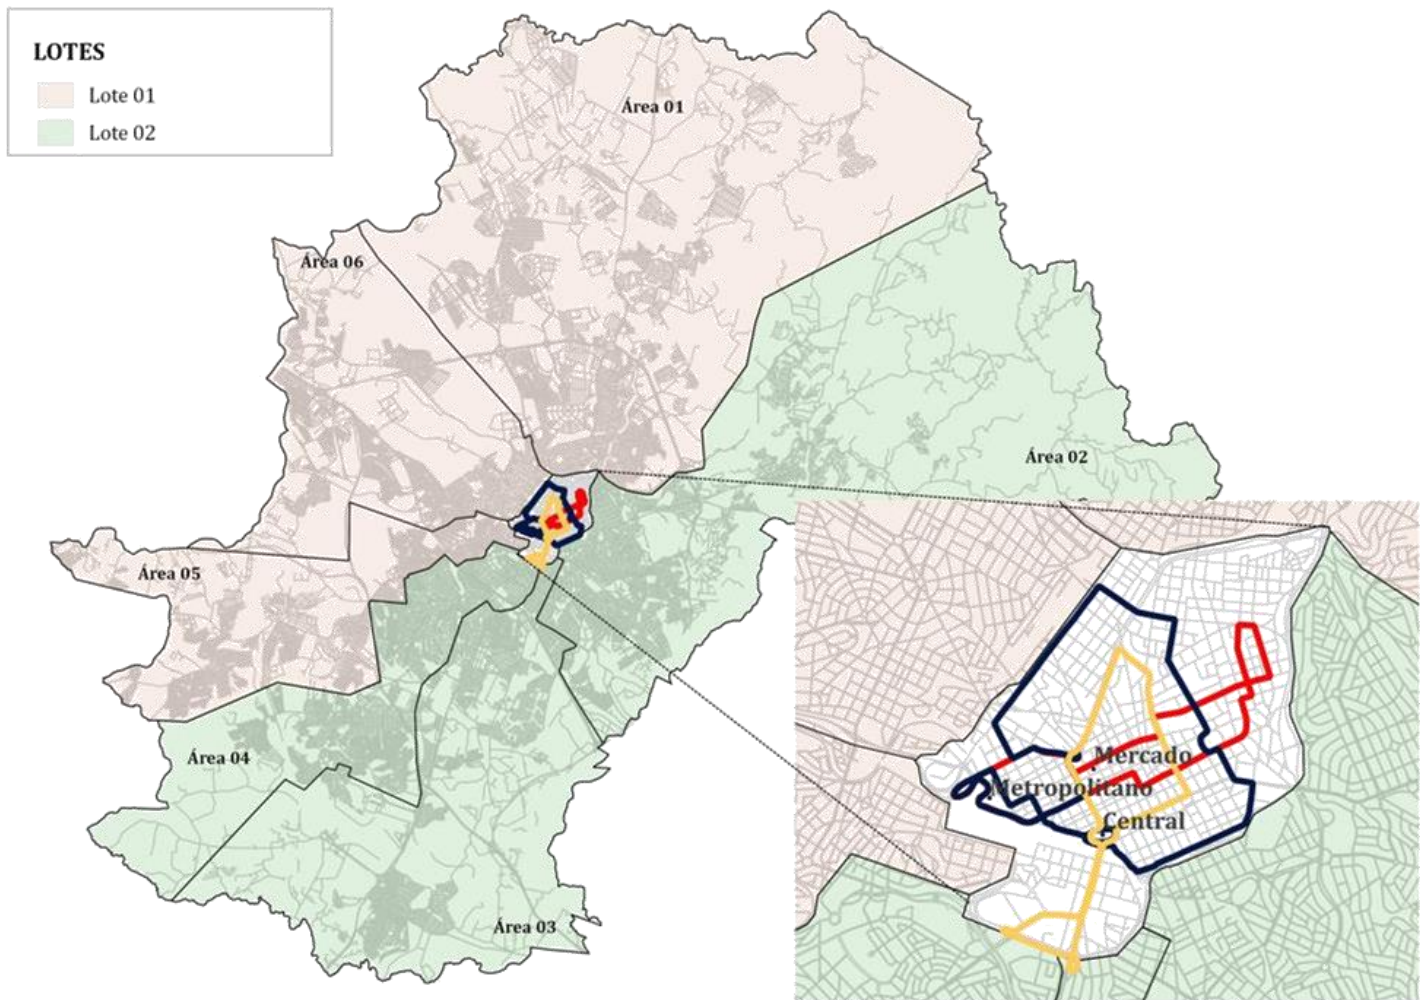 LOTES
Lote 01
Lote 02
Área 01
Área 06
Área 02
Área 05
Área 04
Área 03
Mercado
Metropolitano
Central